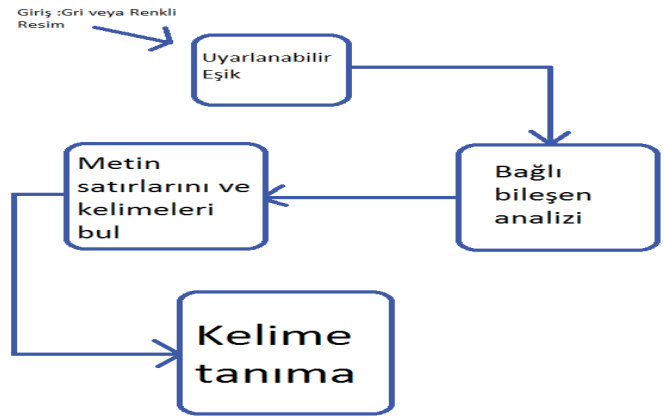 Giriş :Gri veya Renkli
Resim
Uyarlanabilir
Eşik
Bağlı
bileşen
analizi
Metin
satırlarını ve
kelimeleri
bul
Kelime
tanıma